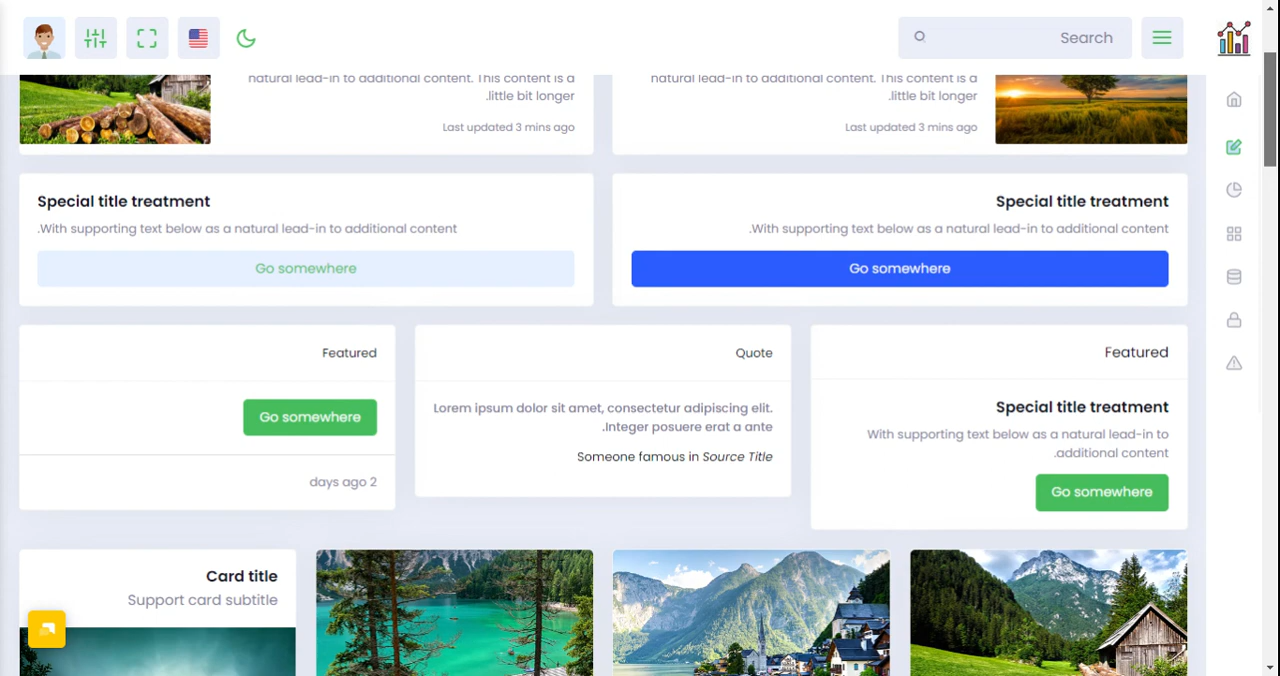 Search
natural lead-in to additional content. This content is a
.little bit longer
Last updated 3 mins ago
natural lead-in to additional content. This content is a
.little bit longer
Last updated 3 mins ago
Special title treatment
.With supporting text below as a natural lead-in to additional content
Go somewhere
Special title treatment
.With supporting text below as a natural lead-in to additional content
Go somewhere
Featured
Go somewhere
days ago 2
Quote
Lorem ipsum dolor sit amet, consectetur adipiscing elit.
.Integer posuere erat a ante
Someone famous in Source Title
Featured
Special title treatment
With supporting text below as a natural lead-in to
.additional content
Go somewhere
Card title
Support card subtitle